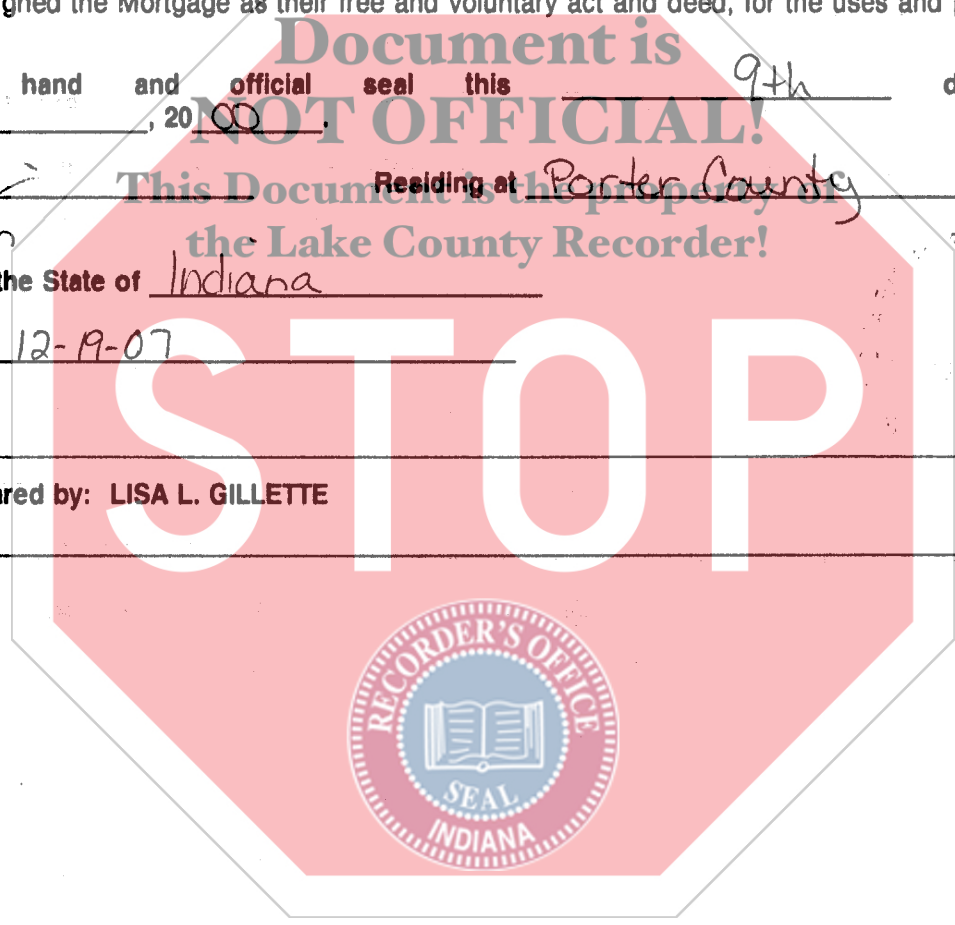 gned the Mortgage as their free and voluntary act and deed, for the uses and
Document is
hand and official seal this 9th d
, 20 00 .
NOT OFFICIAL!
Residing at Porter County
This Document is the property of
the Lake County Recorder!
the State of Indiana
12-19-07
STOP
ared by: LISA L. GILLETTE
RECORDER'S OFFICE
SEAL
INDIANA